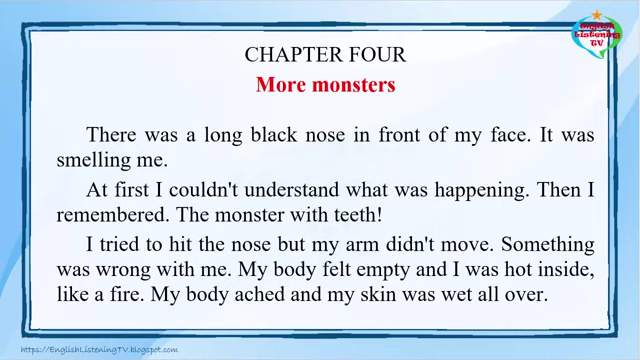 English
Listening
TV
CHAPTER FOUR
More monsters
There was a long black nose in front of my face. It was
smelling me.
At first I couldn't understand what was happening. Then I
remembered. The monster with teeth!
I tried to hit the nose but my arm didn't move. Something
was wrong with me. My body felt empty and I was hot inside,
like a fire. My body ached and my skin was wet all over.
https://EnglishListeningTV.blogspot.com